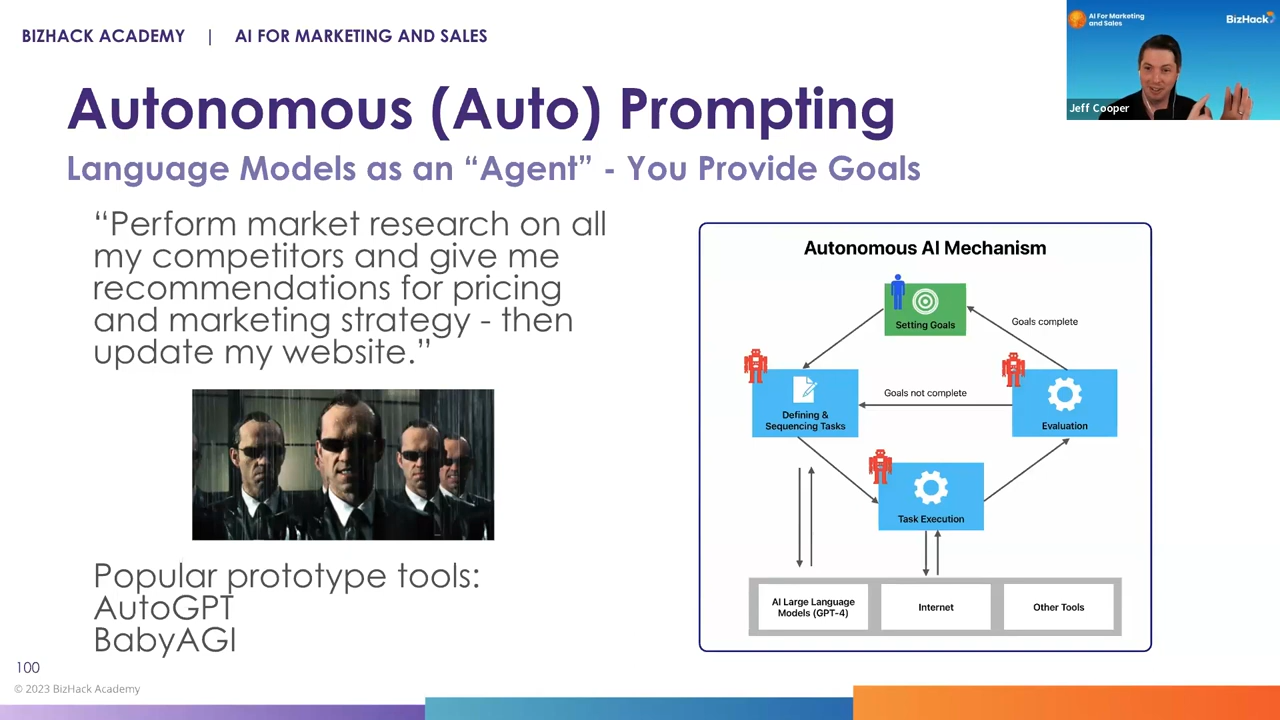 BIZHACK ACADEMY | AI FOR MARKETING AND SALES
AI For Marketing
and Sales
BizHack
Jeff Cooper
Autonomous (Auto) Prompting
Language Models as an “Agent” - You Provide Goals
“Perform market research on all
my competitors and give me
recommendations for pricing
and marketing strategy - then
update my website.”
Popular prototype tools:
AutoGPT
BabyAGI
Autonomous AI Mechanism
Setting Goals
Goals complete
Goals not complete
Defining &
Sequencing Tasks
Evaluation
Task Execution
AI Large Language
Models (GPT-4)
Internet
Other Tools
100
© 2023 BizHack Academy